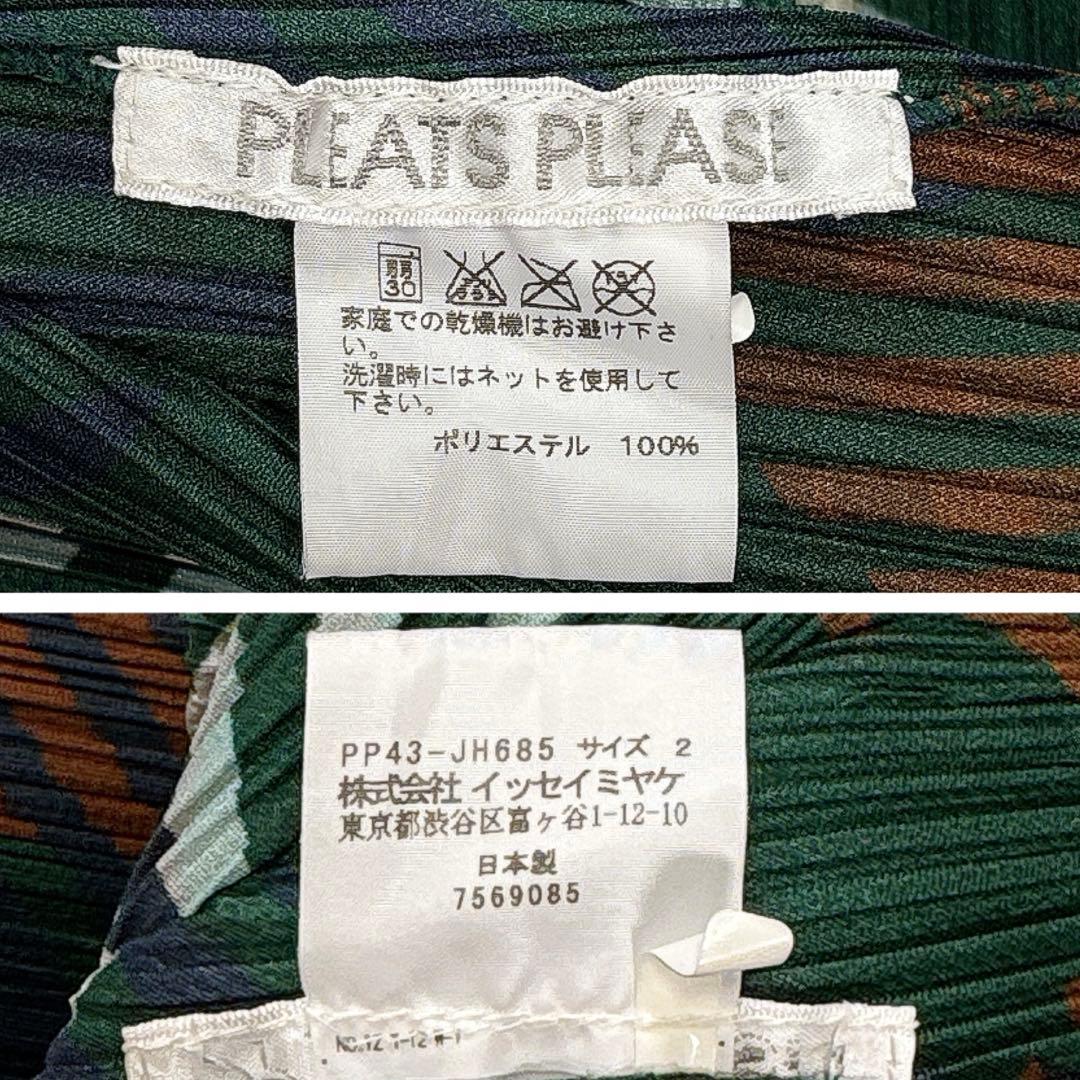 PLEATS PLEASE
弱
30
家庭での乾燥機はお避け下さ
い。
洗濯時にはネットを使用して
下さい。
ポリエステル 100%
PP43-JH685 サイズ 2
株式会社 イッセイミヤケ
東京都渋谷区富ヶ谷1-12-10
日本製
7569085